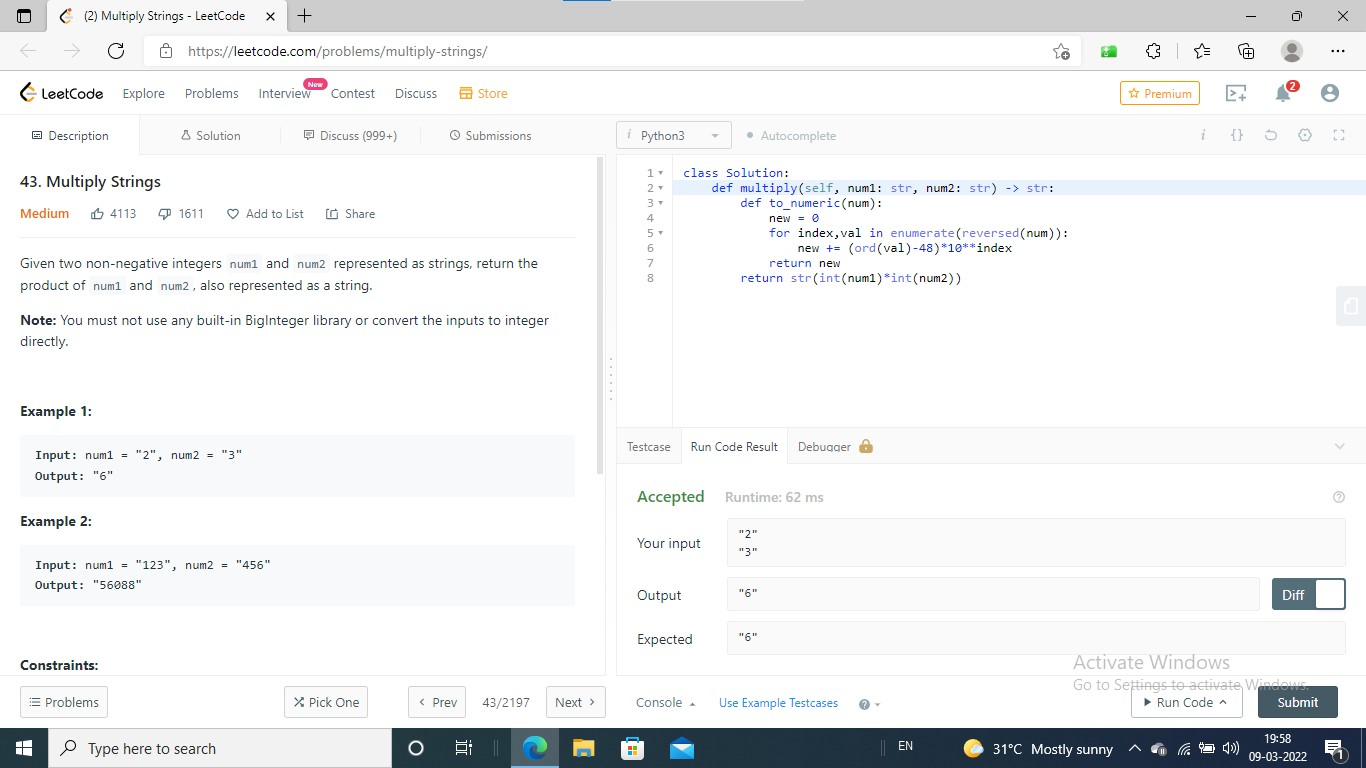 (2) Multiply Strings - LeetCode
https://leetcode.com/problems/multiply-strings/
LeetCode Explore Problems Interview New Contest Discuss Store Premium 2
Description Solution Discuss (999+) Submissions
43. Multiply Strings
Medium 4113 1611 Add to List Share
Given two non-negative integers num1 and num2 represented as strings, return the
product of num1 and num2 , also represented as a string.
Note: You must not use any built-in BigInteger library or convert the inputs to integer
directly.
Example 1:
Input: num1 = "2", num2 = "3"
Output: "6"
Example 2:
Input: num1 = "123", num2 = "456"
Output: "56088"
Constraints:
Problems Pick One < Prev 43/2197 Next >
i Python3 Autocomplete i {}
1 class Solution:
2 def multiply(self, num1: str, num2: str) -> str:
3 def to_numeric(num):
4 new = 0
5 for index,val in enumerate(reversed(num)):
6 new += (ord(val)-48)*10**index
7 return new
8 return str(int(num1)*int(num2))
Testcase Run Code Result Debugger
Accepted Runtime: 62 ms
Your input "2"
"3"
Output "6" Diff
Expected "6"
Activate Windows
Go to Settings to activate Windows.
Console Use Example Testcases Run Code Submit
Type here to search EN 31°C Mostly sunny 19:58
09-03-2022 1